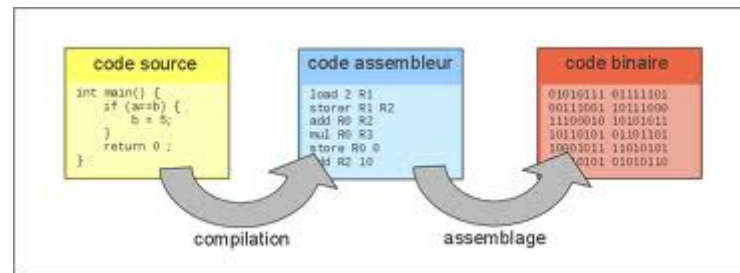 code source
int main() {
if (a==b) {
b = 5;
}
return 0 ;
}
code assembleur
load 2 R1
storer R1 R2
add R0 R2
mul R0 R3
store R0 0
R2 10
code binaire
01010111 01111101
00111001 10111000
11100010 10101011
10110101 01101101
10001011 11010101
01010110
compilation
assemblage